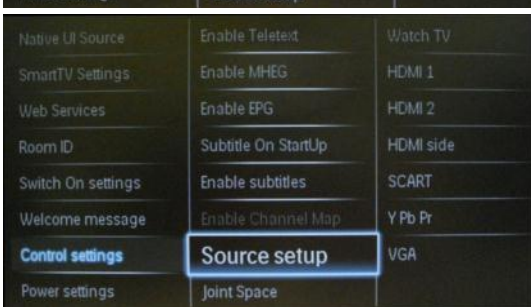 Native UI Source
SmartTV Settings
Web Services
Room ID
Switch On settings
Welcome message
Control settings
Power settings
Enable Teletext
Enable MHEG
Enable EPG
Subtitle On StartUp
Enable subtitles
Enable Channel Map
Source setup
Joint Space
Watch TV
HDMI 1
HDMI 2
HDMI side
SCART
Y Pb Pr
VGA